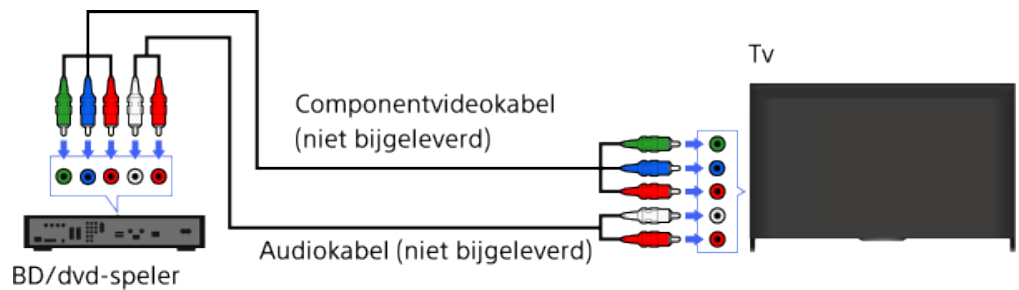 Tv
Componentvideokabel
(niet bijgeleverd)
Audiokabel (niet bijgeleverd)
BD/dvd-speler